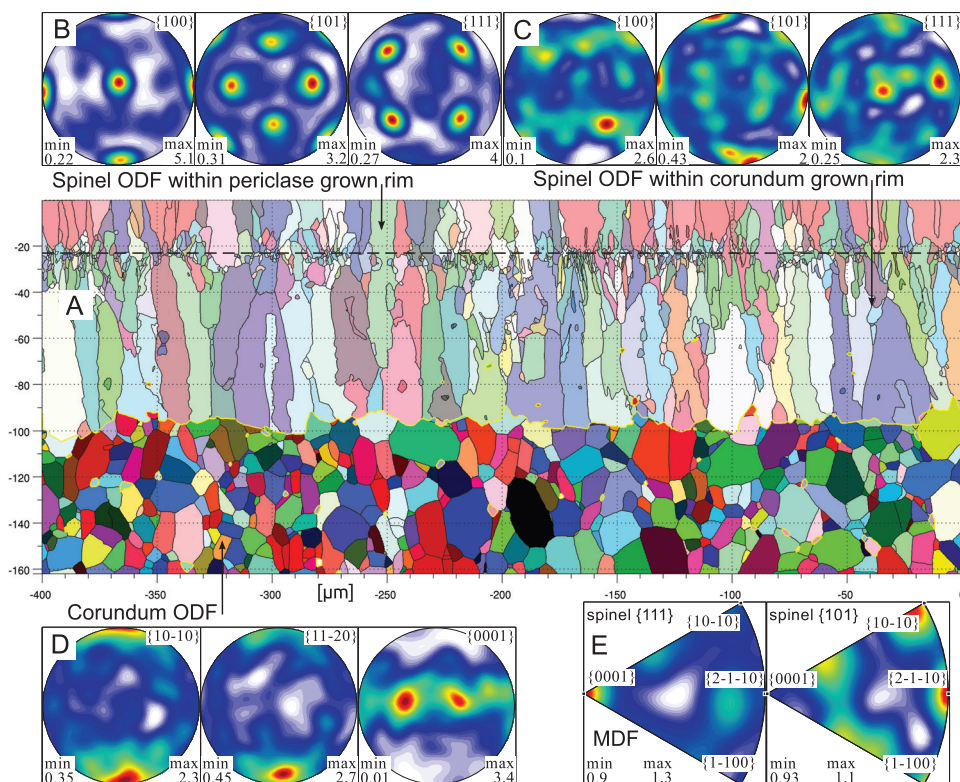 B {100} {101} {111} C {100} {101} {111}
min max min max min max min max min max min max
0.22 5.1 0.31 3.2 0.27 4 0.1 2.6 0.43 2 0.25 2.3
Spinel ODF within periclase grown rim Spinel ODF within corundum grown rim
A
-20
-40
-60
-80
-100
-120
-140
-160
-400 -350 -300 [µm] -250 -200 -150 -100 -50
Corundum ODF
D {10-10} {11-20} {0001}
min max min max min max
0.35 2.3 0.45 2.7 0.01 3.4
spinel {111} E spinel {101}
{10-10} {10-10}
{0001} {2-1-10} {0001} {2-1-10}
MDF
{1-100} {1-100}
min max min max
0.9 1.3